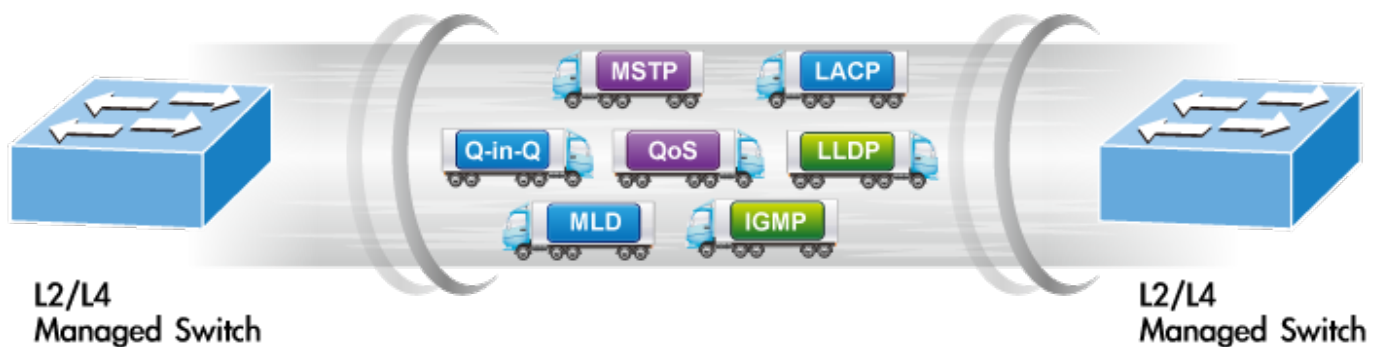 MSTP
LACP
Q-in-Q
QoS
LLDP
MLD
IGMP
L2/L4
Managed Switch
L2/L4
Managed Switch